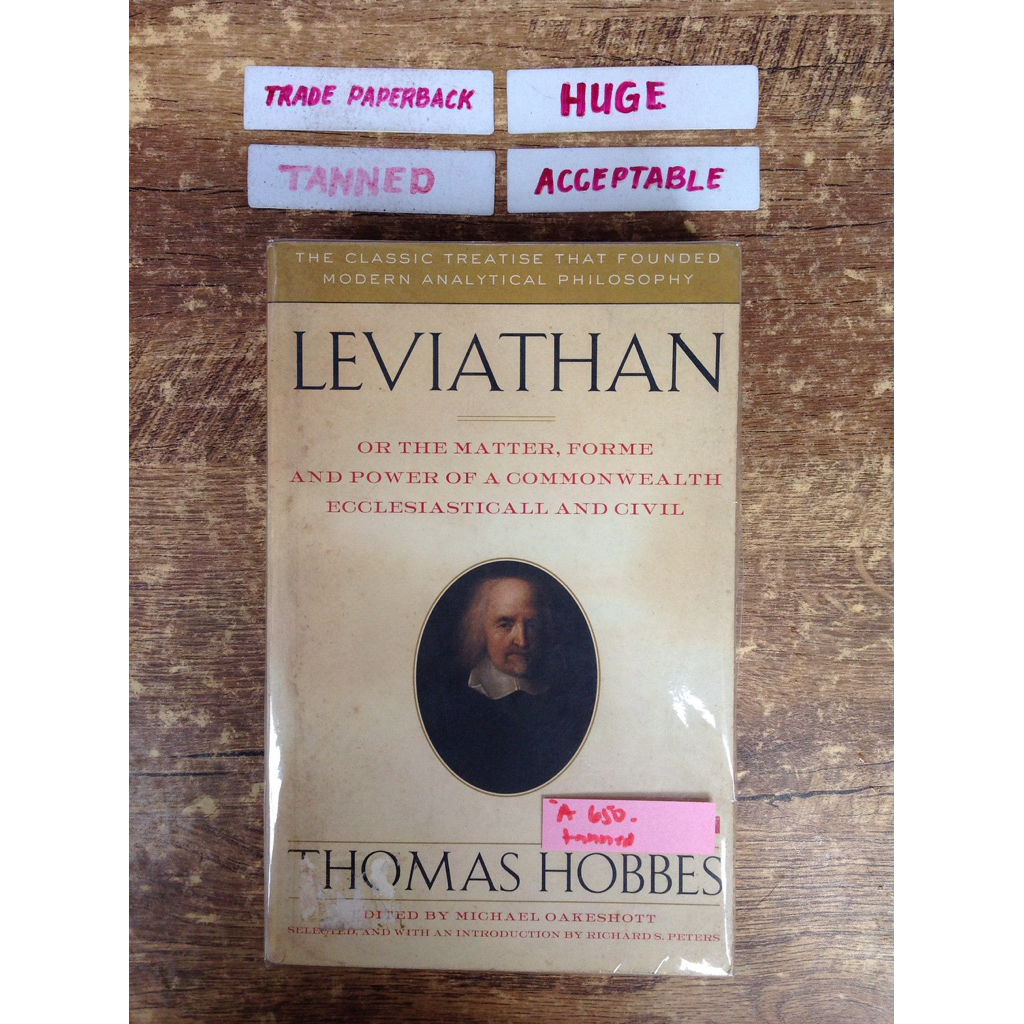 TRADE PAPERBACK
HUGE
TANNED
ACCEPTABLE
THE CLASSIC TREATISE THAT FOUNDED
MODERN ANALYTICAL PHILOSOPHY
LEVIATHAN
OR THE MATTER, FORME
AND POWER OF A COMMONWEALTH
ECCLESIASTICALL AND CIVIL
A 650.
tanned
THOMAS HOBBES
EDITED BY MICHAEL OAKESHOTT
SELECTED, AND WITH AN INTRODUCTION BY RICHARD S. PETERS